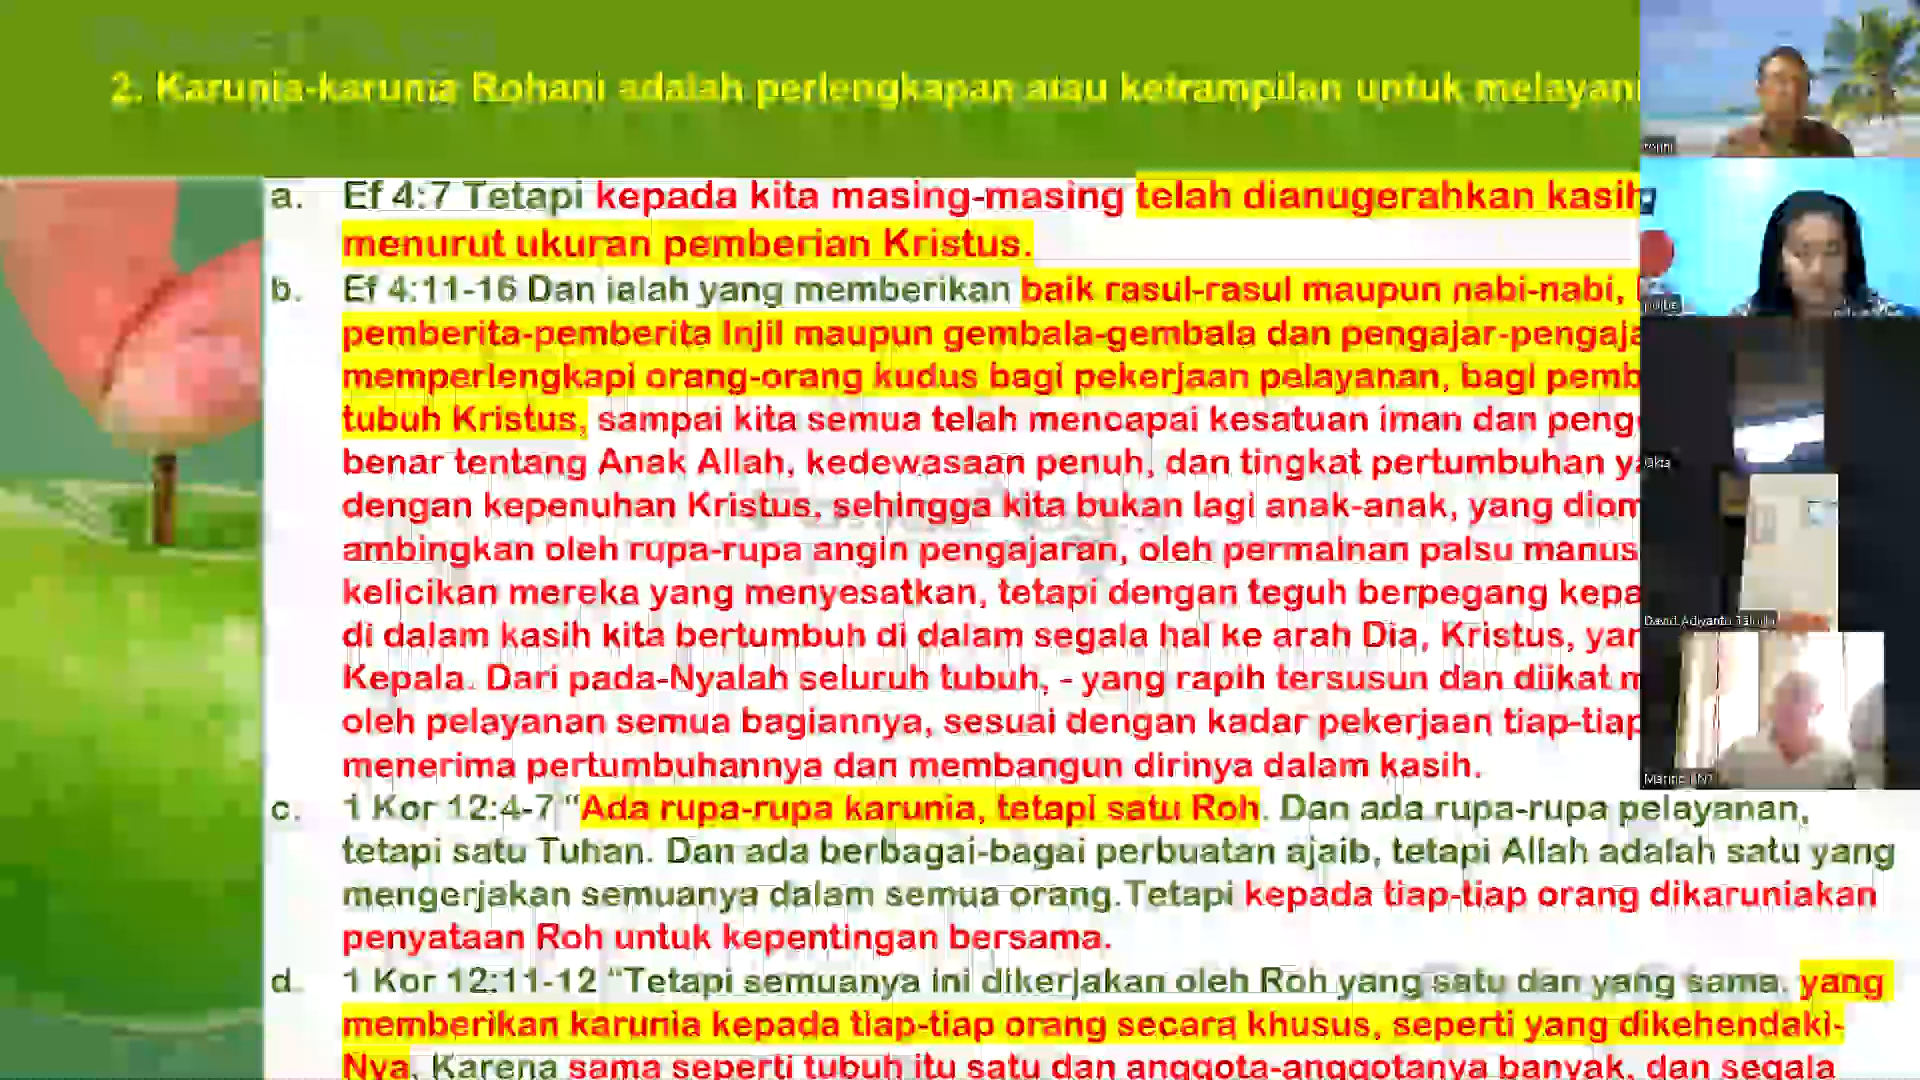 2. Karunia-karunia Rohani adalah perlengkapan atau ketrampilan untuk melayani
a. Ef 4:7 Tetapi kepada kita masing-masing telah dianugerahkan kasih
menurut ukuran pemberian Kristus.
b. Ef 4:11-16 Dan ialah yang memberikan baik rasul-rasul maupun nabi-nabi,
pemberita-pemberita Injil maupun gembala-gembala dan pengajar-pengaja
memperlengkapi orang-orang kudus bagi pekerjaan pelayanan, bagi pemb
tubuh Kristus, sampai kita semua telah mencapai kesatuan iman dan peng
benar tentang Anak Allah, kedewasaan penuh, dan tingkat pertumbuhan ya
dengan kepenuhan Kristus, sehingga kita bukan lagi anak-anak, yang diom
ambingkan oleh rupa-rupa angin pengajaran, oleh permainan palsu manus
kelicikan mereka yang menyesatkan, tetapi dengan teguh berpegang kepa
di dalam kasih kita bertumbuh di dalam segala hal ke arah Dia, Kristus, yan
Kepala. Dari pada-Nyalah seluruh tubuh, - yang rapih tersusun dan diikat m
oleh pelayanan semua bagiannya, sesuai dengan kadar pekerjaan tiap-tiap
menerima pertumbuhannya dan membangun dirinya dalam kasih.
c. 1 Kor 12:4-7 “Ada rupa-rupa karunia, tetapi satu Roh. Dan ada rupa-rupa pelayanan,
tetapi satu Tuhan. Dan ada berbagai-bagai perbuatan ajaib, tetapi Allah adalah satu yang
mengerjakan semuanya dalam semua orang.Tetapi kepada tiap-tiap orang dikaruniakan
penyataan Roh untuk kepentingan bersama.
d. 1 Kor 12:11-12 “Tetapi semuanya ini dikerjakan oleh Roh yang satu dan yang sama, yang
memberikan karunia kepada tiap-tiap orang secara khusus, seperti yang dikehendaki-
Nya. Karena sama seperti tubuh itu satu dan anggota-anggotanya banyak, dan segala
David Adiyanto